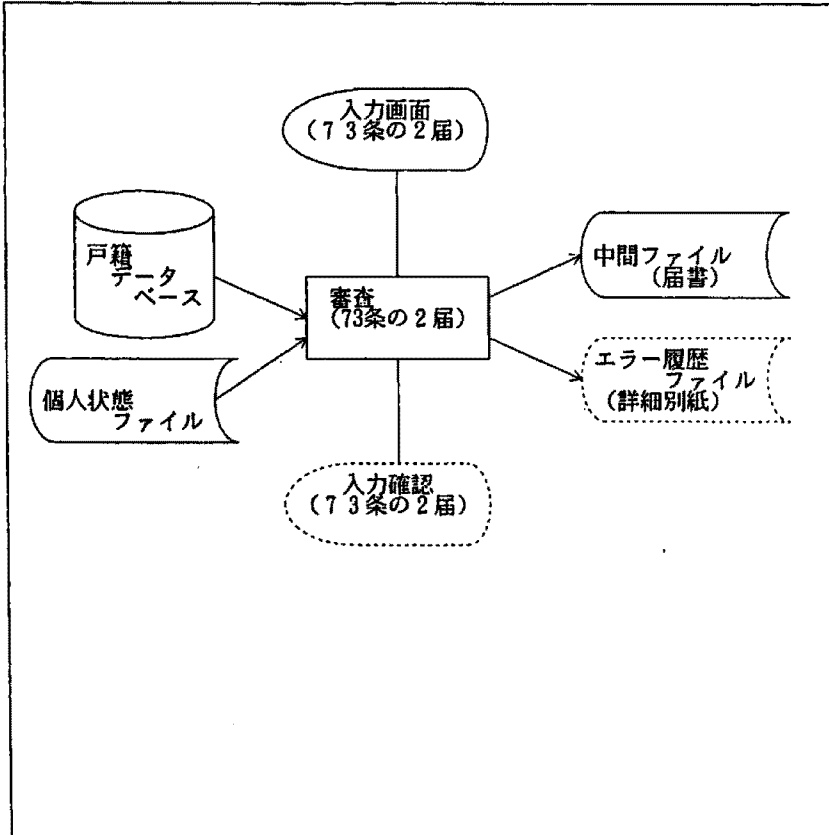 入力画面
(７３条の２届)
戸籍
データ
ベース
審査
(73条の２届)
中間ファイル
(届書)
個人状態
ファイル
エラー履歴
ファイル
(詳細別紙)
入力確認
(７３条の２届)